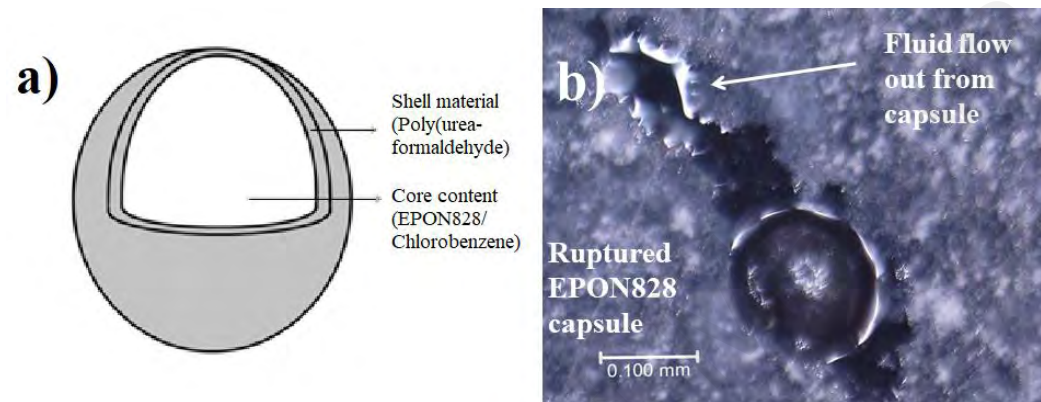 a)
Shell material
(Poly(urea-
formaldehyde)
Core content
(EPON828/
Chlorobenzene)
b)
Fluid flow
out from
capsule
Ruptured
EPON828
capsule
0.100 mm